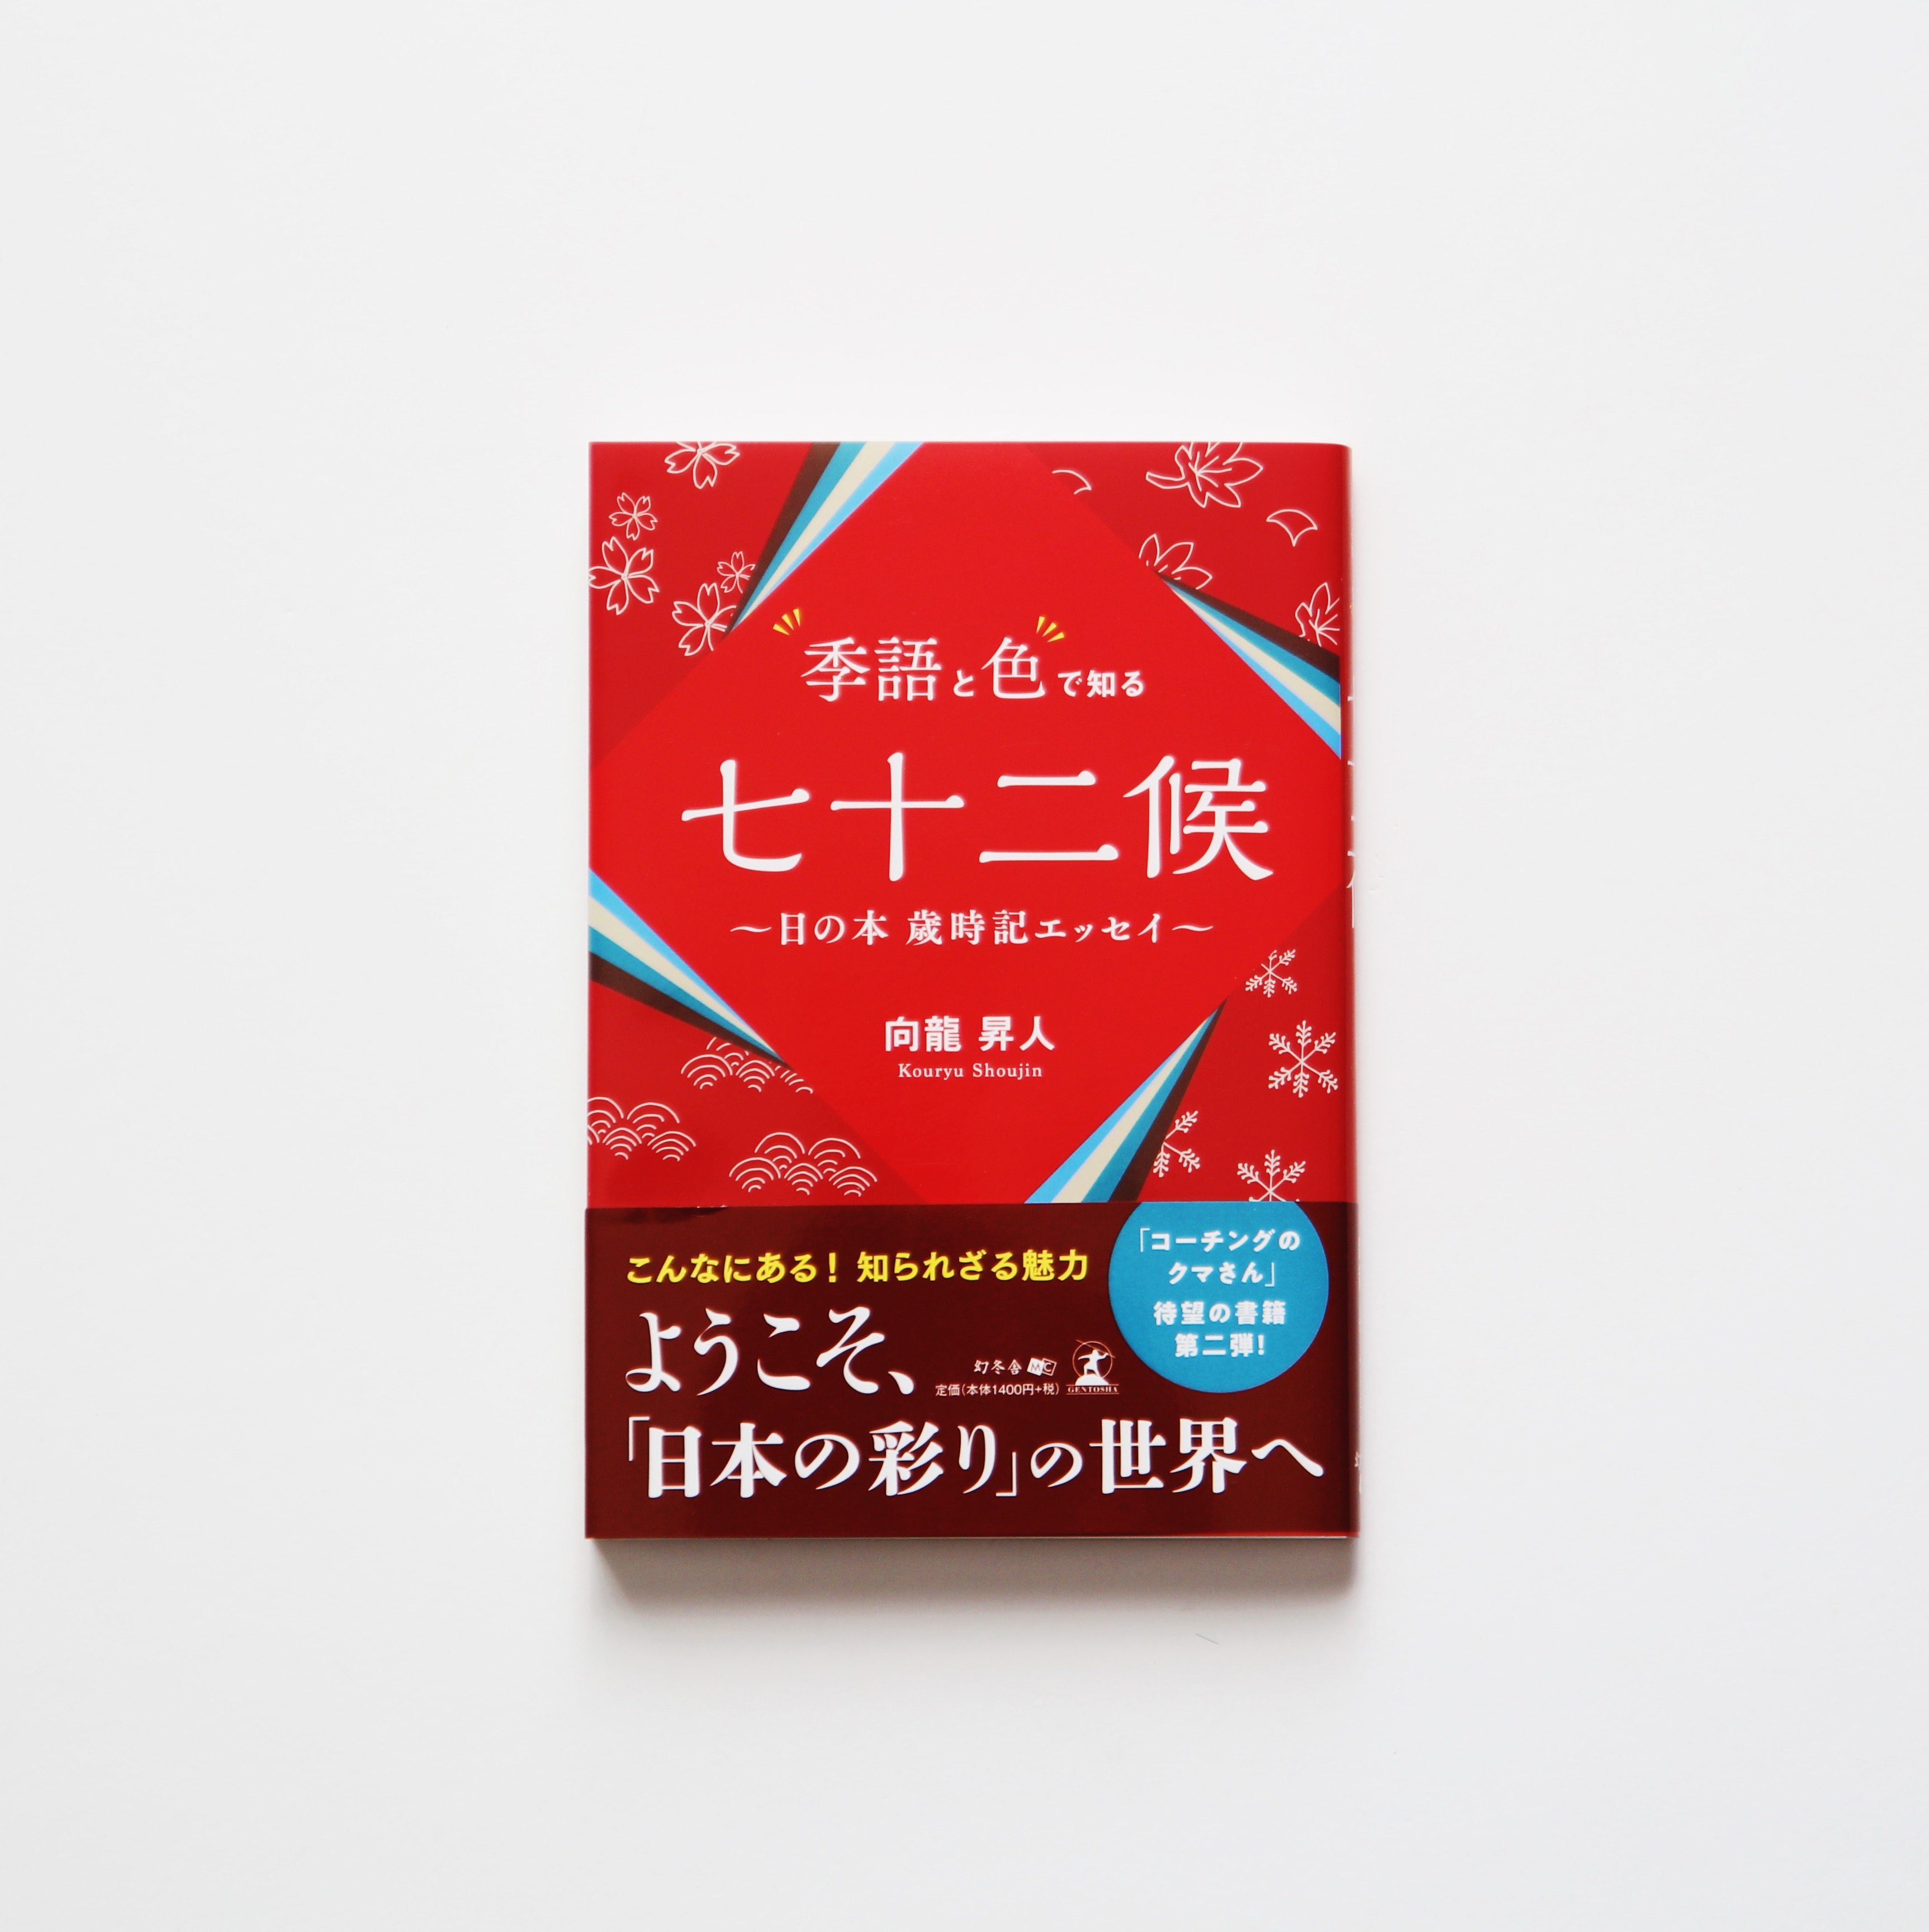 季語と色で知る
七十二候
〜日の本 歳時記エッセイ〜
向龍 昇人
Kouryu Shoujin
こんなにある！ 知られざる魅力
ようこそ、
「日本の彩り」の世界へ
「コーチングの
クマさん」
待望の書籍
第二弾！
幻冬舎 MC
定価（本体1400円+税）
GENTOSHA